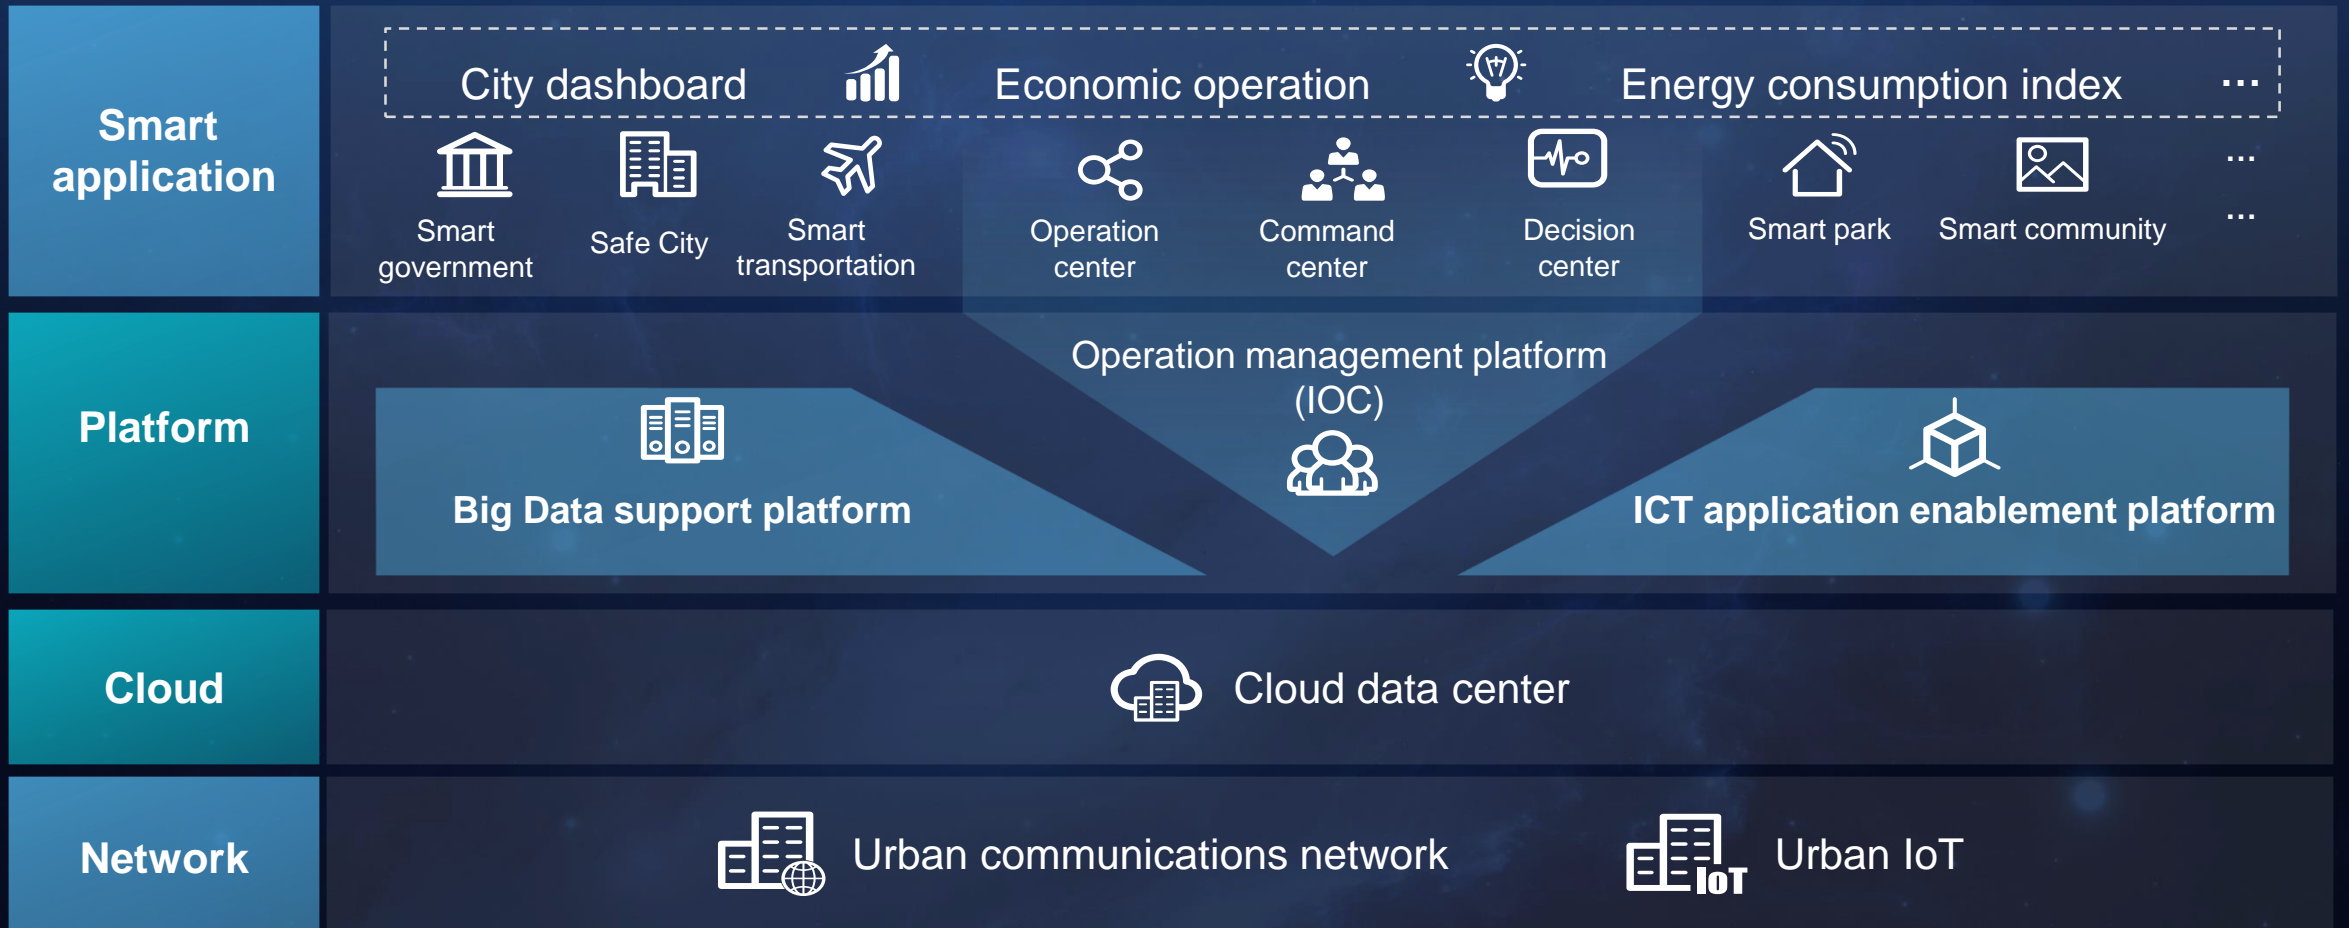 Smart
application
City dashboard
Economic operation
Energy consumption index
...
Smart
government
Safe City
Smart
transportation
Operation
center
Command
center
Decision
center
Smart park
Smart community
...
...
Platform
Operation management platform
(IOC)
Big Data support platform
ICT application enablement platform
Cloud
Cloud data center
Network
Urban communications network
IoT
Urban IoT